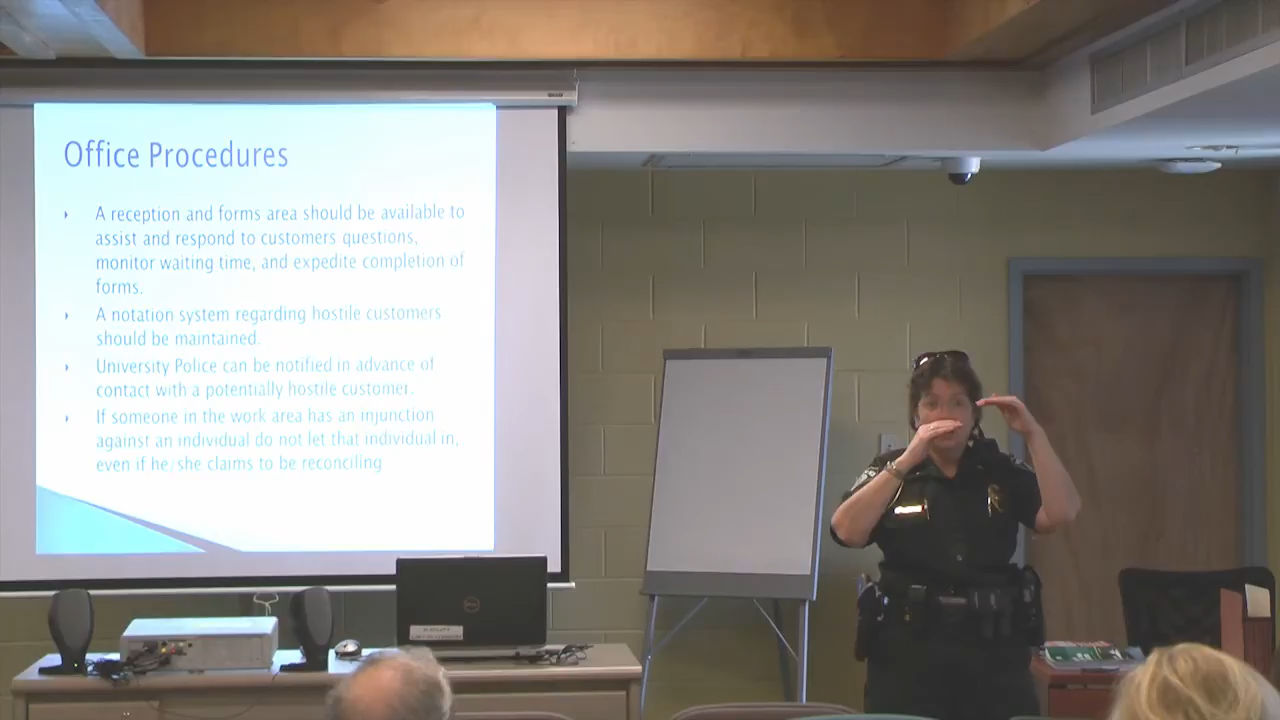 Office Procedures
A reception and forms area should be available to
assist and respond to customers questions,
monitor waiting time, and expedite completion of
forms.
A notation system regarding hostile customers
should be maintained.
University Police can be notified in advance of
contact with a potentially hostile customer.
If someone in the work area has an injunction
against an individual do not let that individual in,
even if he/she claims to be reconciling